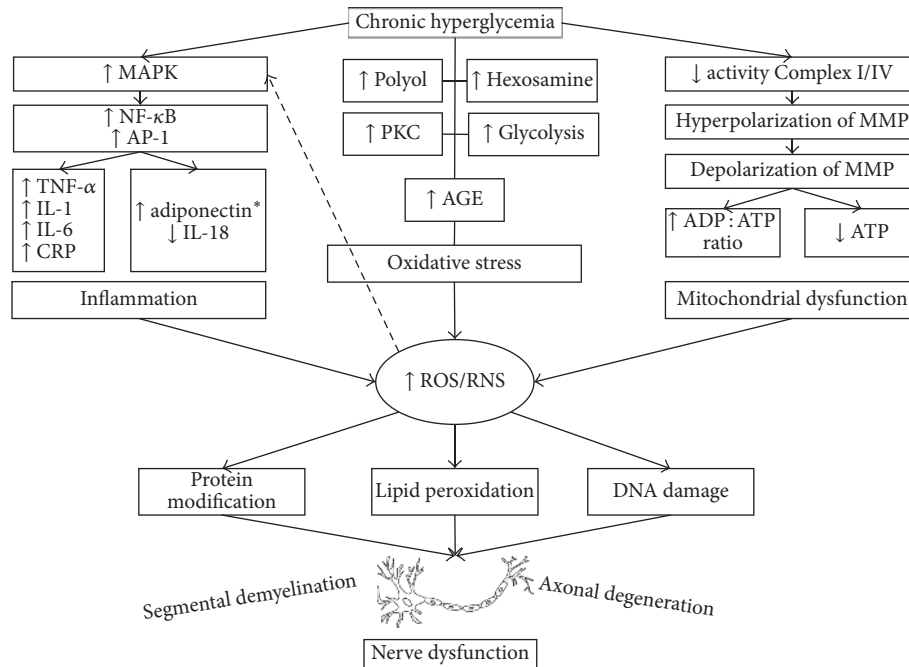 Chronic hyperglycemia
↑ MAPK
↑ NF-κB
↑ AP-1
↑ TNF-α
↑ IL-1
↑ IL-6
↑ CRP
↑ adiponectin*
↓ IL-18
Inflammation
↑ Polyol
↑ Hexosamine
↑ PKC
↑ Glycolysis
↑ AGE
Oxidative stress
↓ activity Complex I/IV
Hyperpolarization of MMP
Depolarization of MMP
↑ ADP : ATP
ratio
↓ ATP
Mitochondrial dysfunction
↑ ROS/RNS
Protein
modification
Lipid peroxidation
DNA damage
Segmental demyelination
Axonal degeneration
Nerve dysfunction